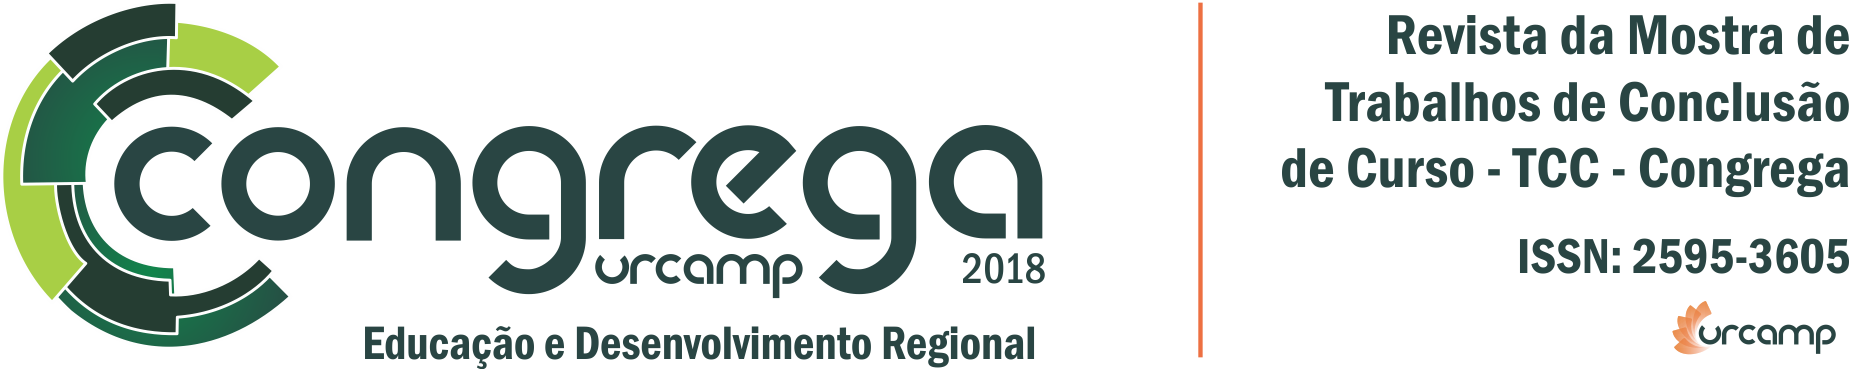 congrega
urcamp
2018
Educação e Desenvolvimento Regional
Revista da Mostra de
Trabalhos de Conclusão
de Curso - TCC - Congrega
ISSN: 2595-3605
urcamp